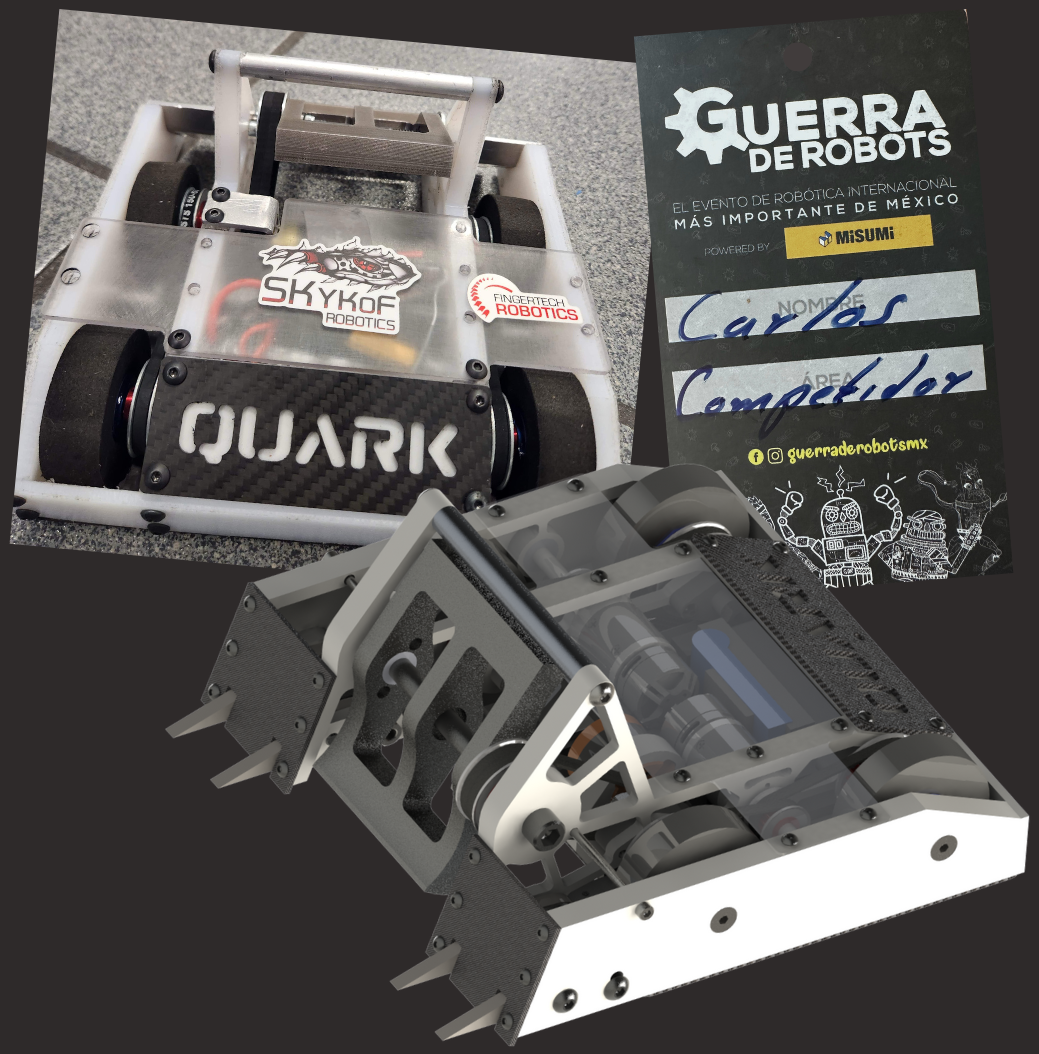 SKYKOF
ROBOTICS
FINGERTECH
ROBOTICS
QUARK
GUERRA
DE ROBOTS
EL EVENTO DE ROBÓTICA INTERNACIONAL
MÁS IMPORTANTE DE MÉXICO
POWERED BY MiSUMi
NOMBRE
Carlos
ÁREA
Competidor
guerraderobotsmx